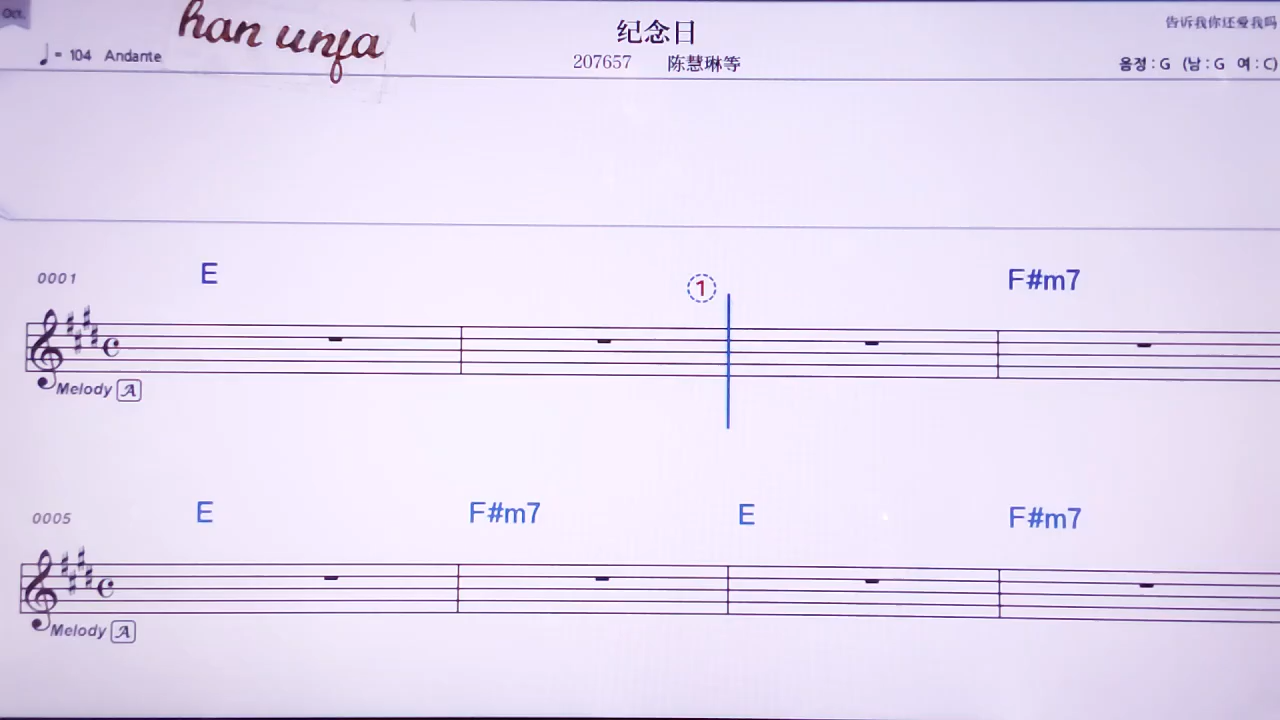 Oct.
han unja
纪念日
告诉我你还爱我吗
♩= 104 Andante
207657 陈慧琳等
음정 : G (남 : G 여 : C)
0001 E ① F#m7
Melody A
0005 E F#m7 E F#m7
Melody A